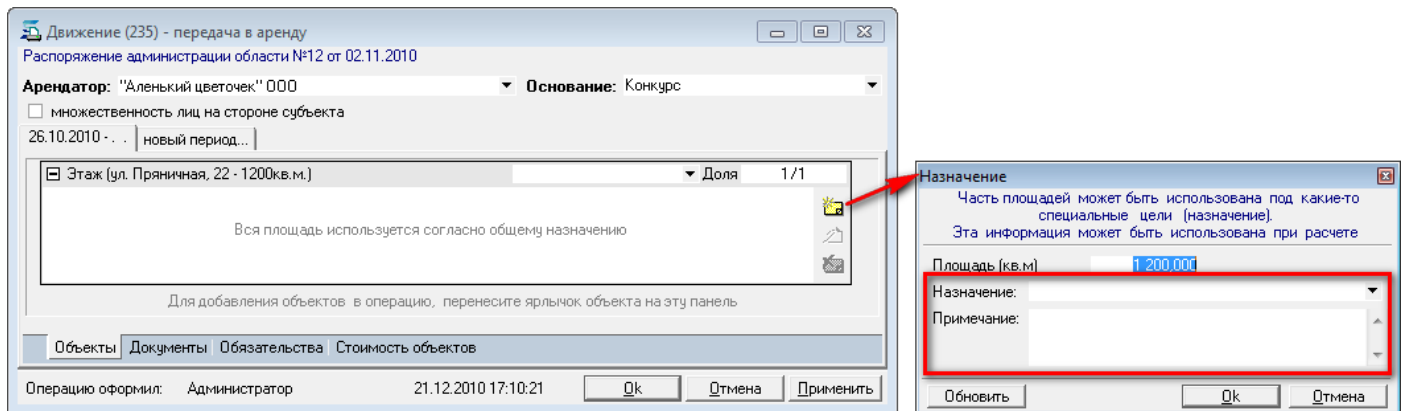 Движение (235) - передача в аренду
Распоряжение администрации области №12 от 02.11.2010
Арендатор: "Аленький цветочек" ООО Основание: Конкурс
множественность лиц на стороне субъекта
26.10.2010 - . . новый период...
Этаж (ул. Пряничная, 22 - 1200кв.м.) Доля 1/1
Вся площадь используется согласно общему назначению
Для добавления объектов в операцию, перенесите ярлычок объекта на эту панель
Объекты Документы Обязательства Стоимость объектов
Операцию оформил: Администратор 21.12.2010 17:10:21 Ok Отмена Применить
Назначение
Часть площадей может быть использована под какие-то
специальные цели (назначение).
Эта информация может быть использована при расчете
Площадь (кв.м) 1 200,000
Назначение:
Примечание:
Обновить Ok Отмена